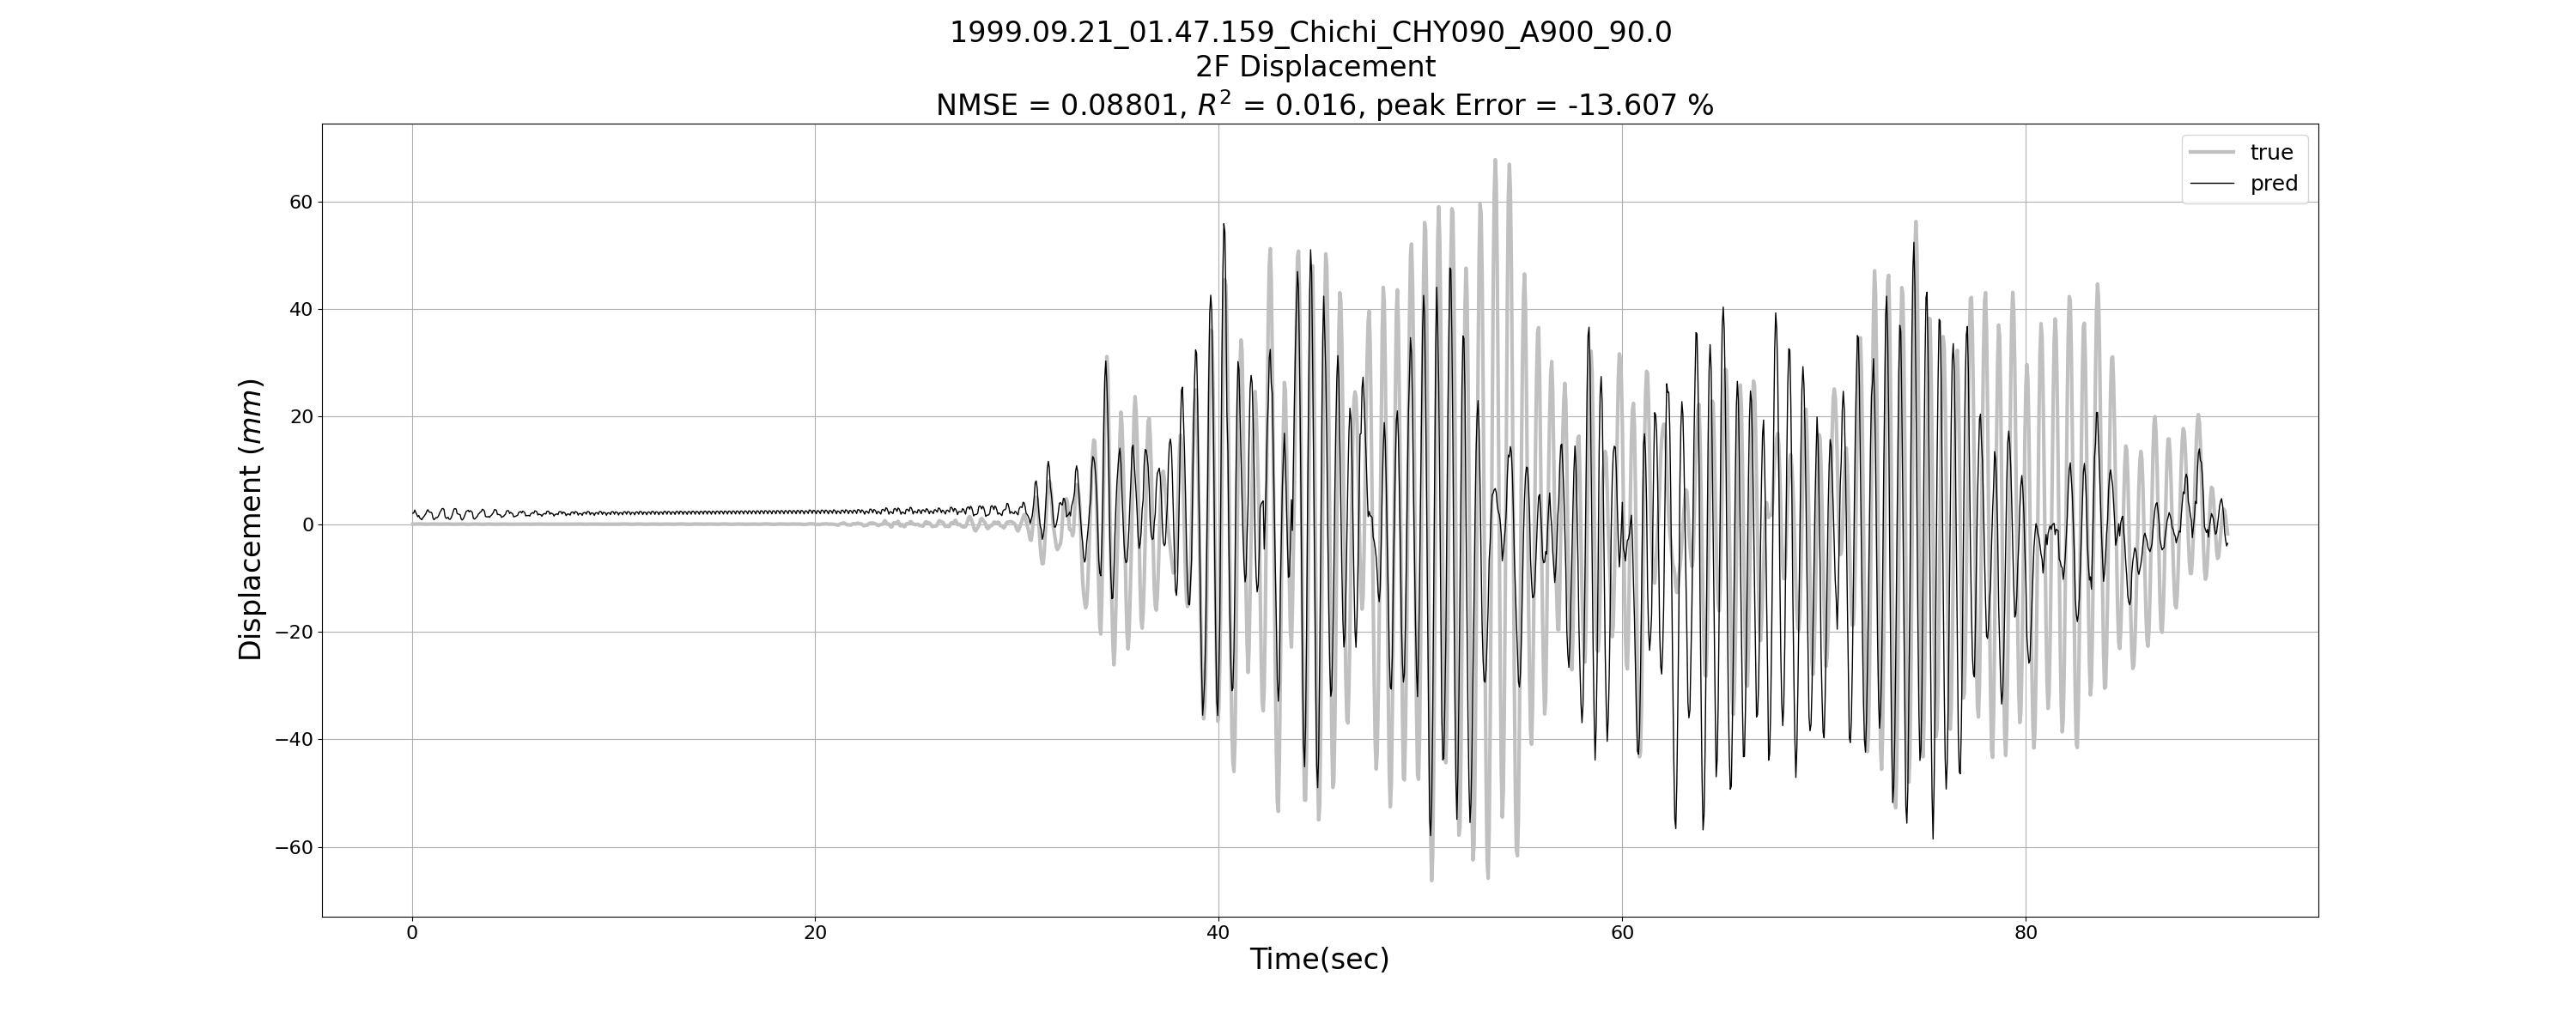 1999.09.21_01.47.159_Chichi_CHY090_A900_90.0
2F Displacement
NMSE = 0.08801, R² = 0.016, peak Error = -13.607 %
true
pred
60
40
20
0
−20
−40
−60
Displacement (mm)
0 20 40 60 80
Time(sec)